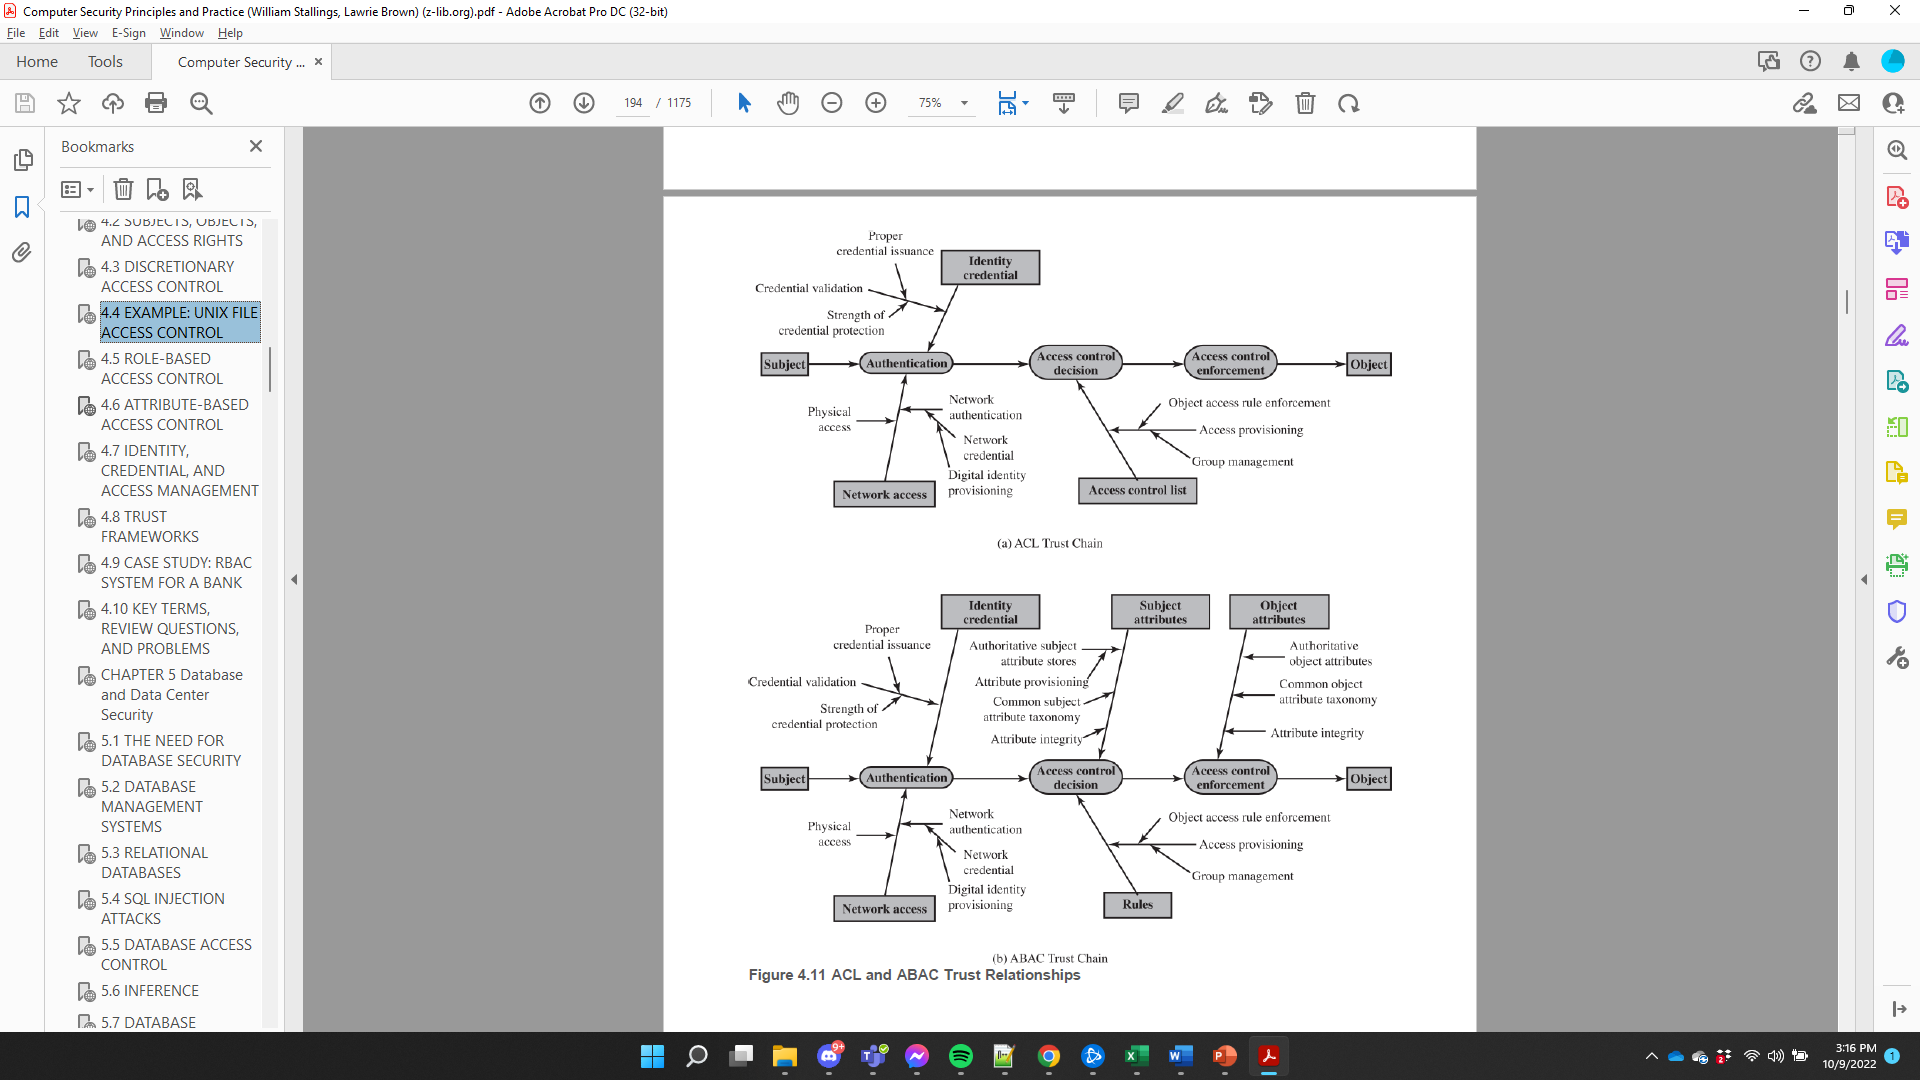 Computer Security Principles and Practice (William Stallings, Lawrie Brown) (z-lib.org).pdf - Adobe Acrobat Pro DC (32-bit)
File Edit View E-Sign Window Help
Home Tools Computer Security ... ×
194 / 1175 75%
Bookmarks
4.2 SUBJECTS, OBJECTS,
AND ACCESS RIGHTS
4.3 DISCRETIONARY
ACCESS CONTROL
4.4 EXAMPLE: UNIX FILE
ACCESS CONTROL
4.5 ROLE-BASED
ACCESS CONTROL
4.6 ATTRIBUTE-BASED
ACCESS CONTROL
4.7 IDENTITY,
CREDENTIAL, AND
ACCESS MANAGEMENT
4.8 TRUST
FRAMEWORKS
4.9 CASE STUDY: RBAC
SYSTEM FOR A BANK
4.10 KEY TERMS,
REVIEW QUESTIONS,
AND PROBLEMS
CHAPTER 5 Database
and Data Center
Security
5.1 THE NEED FOR
DATABASE SECURITY
5.2 DATABASE
MANAGEMENT
SYSTEMS
5.3 RELATIONAL
DATABASES
5.4 SQL INJECTION
ATTACKS
5.5 DATABASE ACCESS
CONTROL
5.6 INFERENCE
5.7 DATABASE
Proper
credential issuance
Identity
credential
Credential validation
Strength of
credential protection
Subject
Authentication
Access control
decision
Access control
enforcement
Object
Physical
access
Network
authentication
Network
credential
Digital identity
provisioning
Network access
Object access rule enforcement
Access provisioning
Group management
Access control list
(a) ACL Trust Chain
Identity
credential
Subject
attributes
Object
attributes
Proper
credential issuance
Credential validation
Strength of
credential protection
Authoritative subject
attribute stores
Attribute provisioning
Common subject
attribute taxonomy
Attribute integrity
Authoritative
object attributes
Common object
attribute taxonomy
Attribute integrity
Subject
Authentication
Access control
decision
Access control
enforcement
Object
Physical
access
Network
authentication
Network
credential
Digital identity
provisioning
Network access
Object access rule enforcement
Access provisioning
Group management
Rules
(b) ABAC Trust Chain
Figure 4.11 ACL and ABAC Trust Relationships
9+
3:16 PM
10/9/2022
1